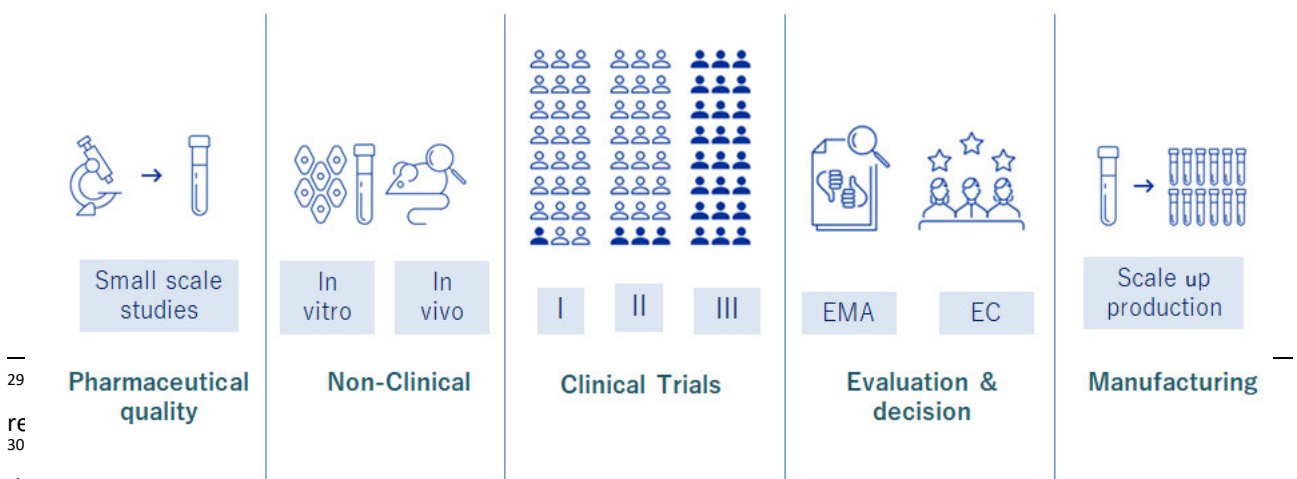 Small scale
studies
In
vitro
In
vivo
I
II
III
EMA
EC
Scale up
production
29
Pharmaceutical
quality
Non-Clinical
Clinical Trials
Evaluation &
decision
Manufacturing
re
30